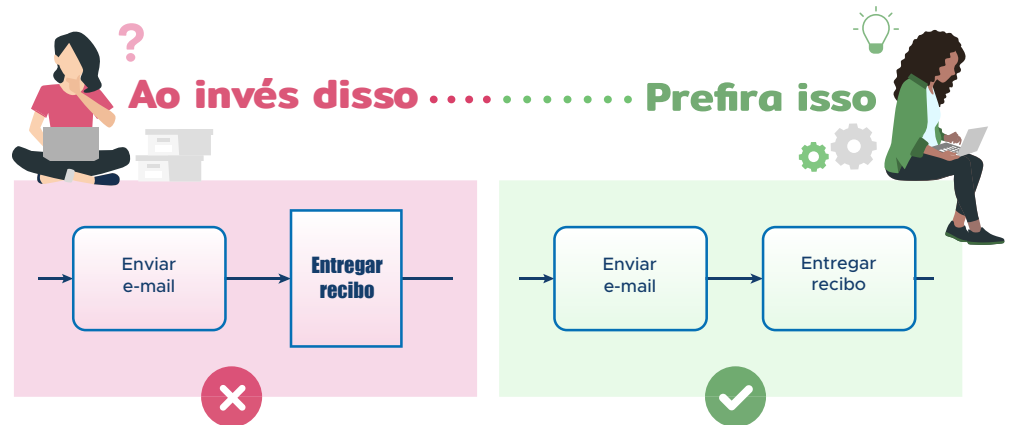 ?
Ao invés disso
Prefira isso
Enviar
e-mail
Entregar
recibo
Enviar
e-mail
Entregar
recibo